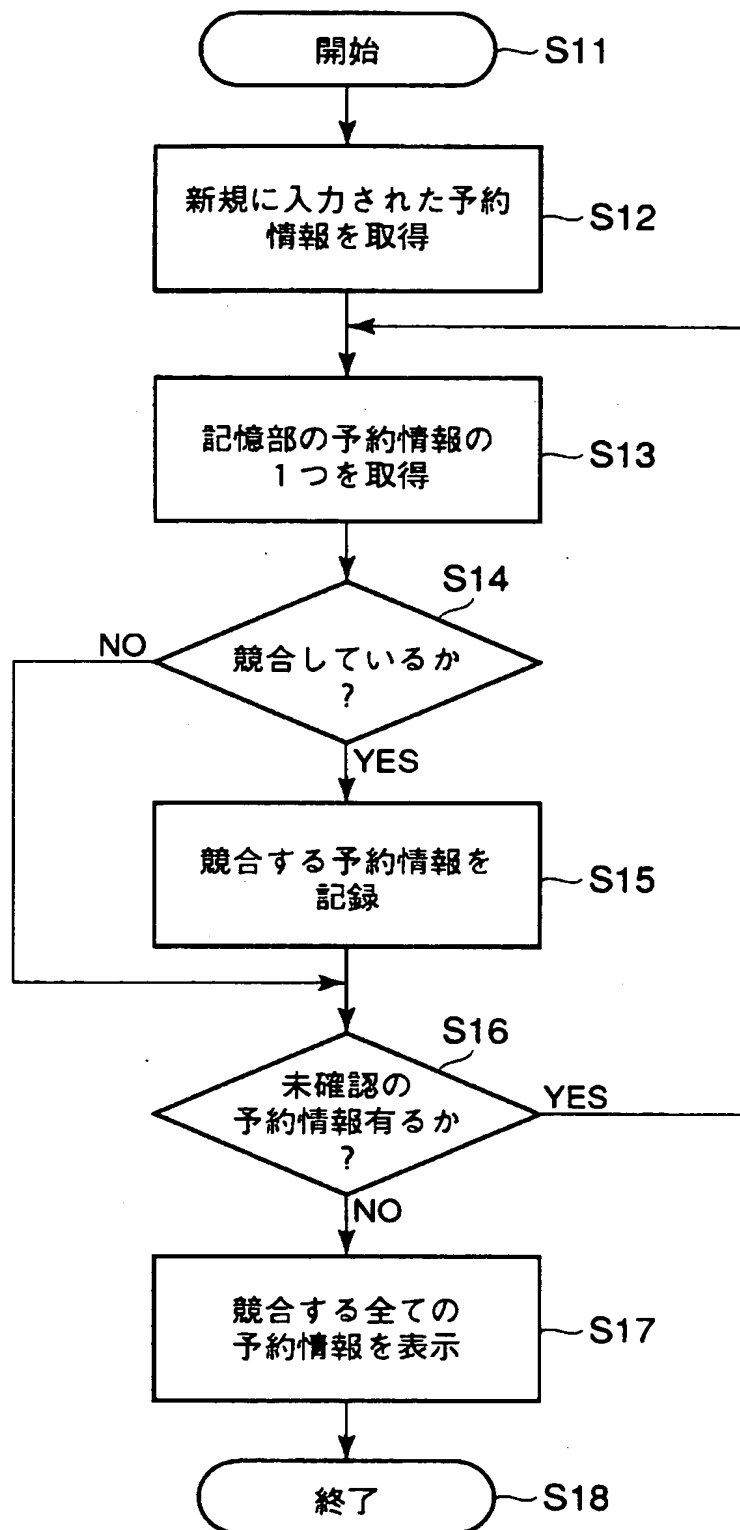 開始
S11
新規に入力された予約
情報を取得
S12
記憶部の予約情報の
1つを取得
S13
S14
NO
競合しているか
?
YES
競合する予約情報を
記録
S15
S16
未確認の
予約情報有るか
?
YES
NO
競合する全ての
予約情報を表示
S17
終了
S18